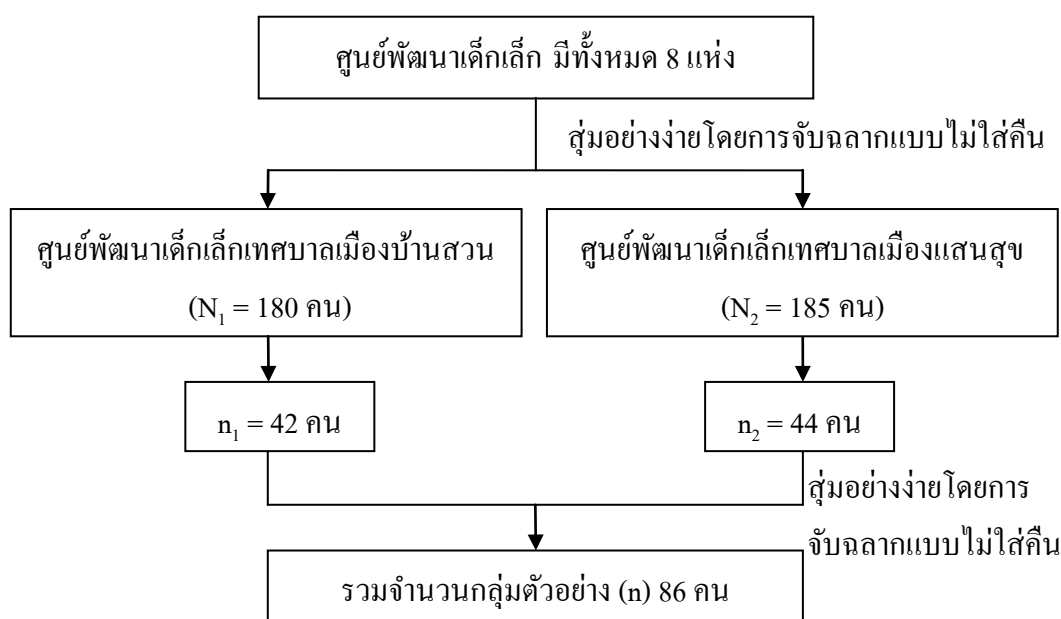 ศูนย์พัฒนาเด็กเล็ก มีทั้งหมด 8 แห่ง
สุ่มอย่างง่ายโดยการจับฉลากแบบไม่ใส่คืน
ศูนย์พัฒนาเด็กเล็กเทศบาลเมืองบ้านสวน
(N₁ = 180 คน)
ศูนย์พัฒนาเด็กเล็กเทศบาลเมืองแสนสุข
(N₂ = 185 คน)
n₁ = 42 คน
n₂ = 44 คน
สุ่มอย่างง่ายโดยการ
จับฉลากแบบไม่ใส่คืน
รวมจำนวนกลุ่มตัวอย่าง (n) 86 คน